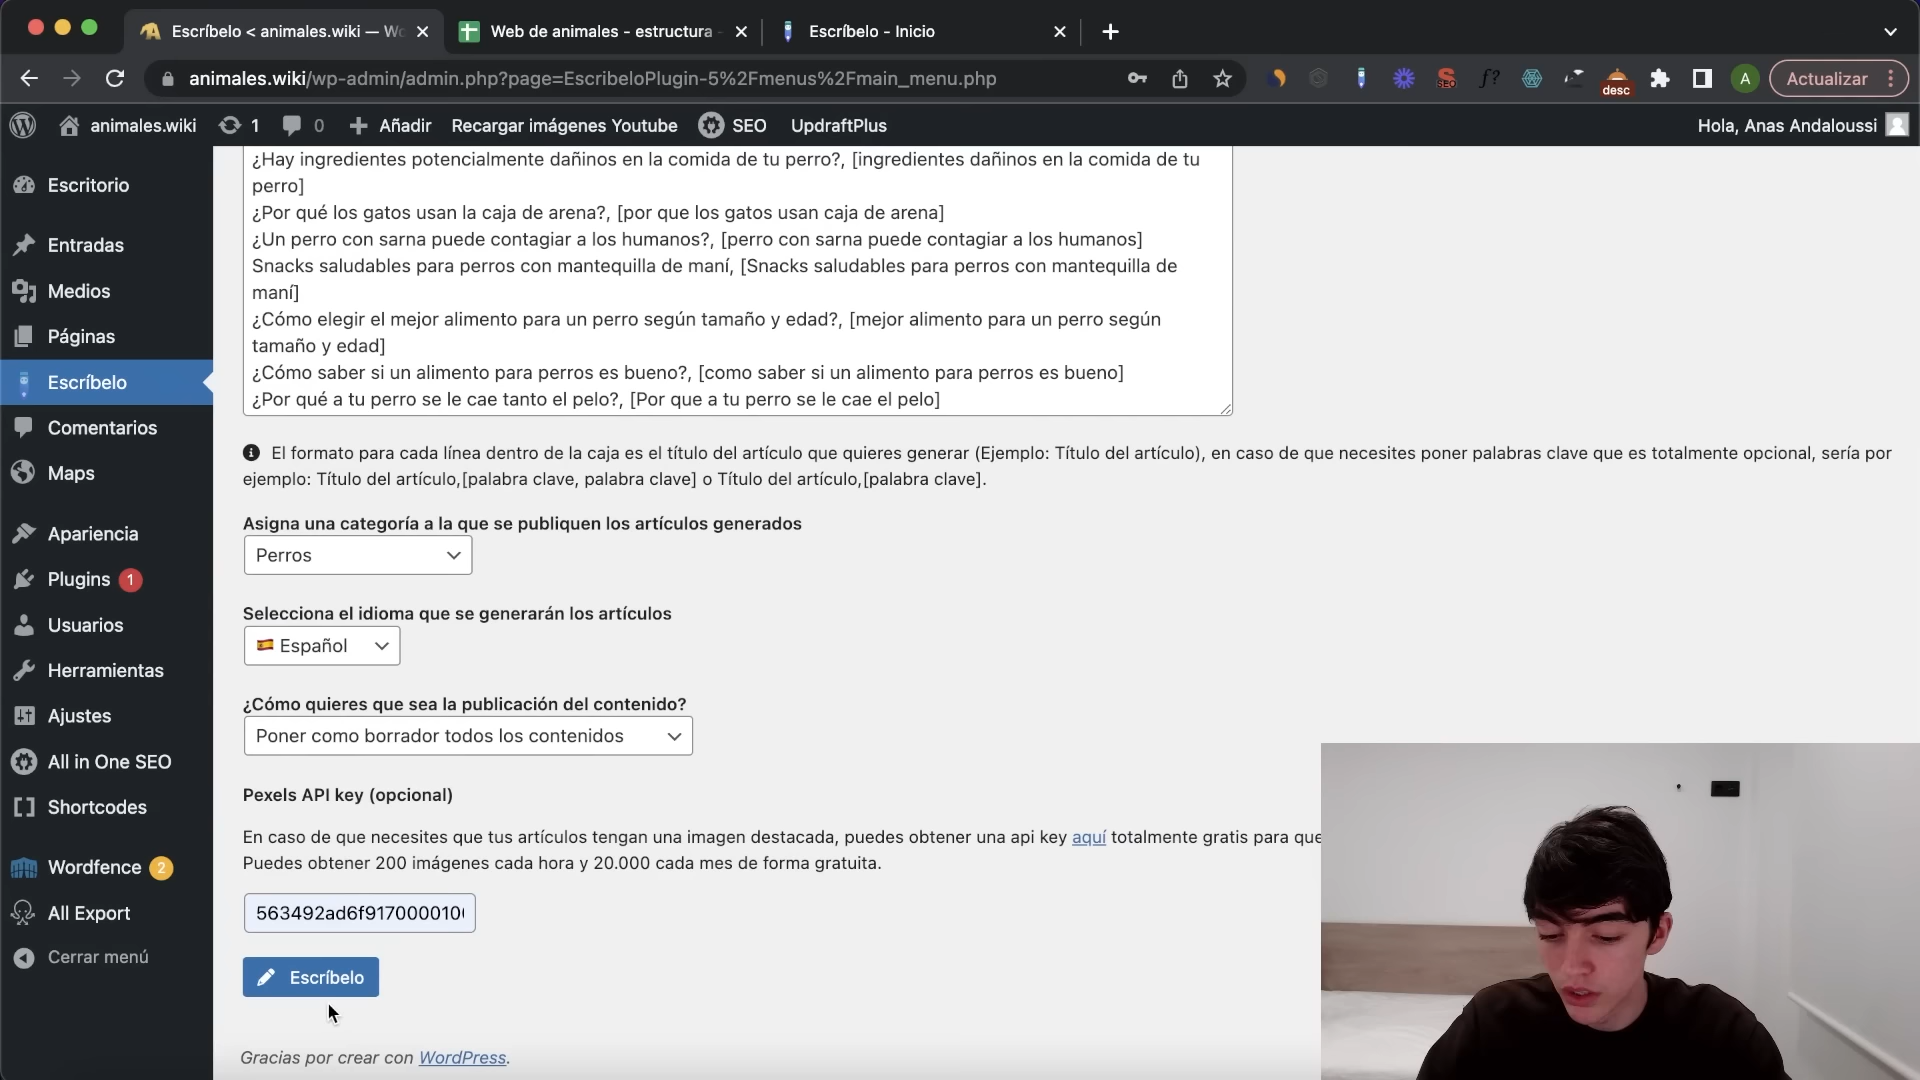 Escríbelo < animales.wiki — Wo
Web de animales - estructura -
Escríbelo - Inicio
animales.wiki/wp-admin/admin.php?page=EscribeloPlugin-5%2Fmenus%2Fmain_menu.php
SEO
f?
desc
A
Actualizar
animales.wiki
1
0
Añadir
Recargar imágenes Youtube
SEO
UpdraftPlus
Hola, Anas Andaloussi
Escritorio
Entradas
Medios
Páginas
Escríbelo
Comentarios
Maps
Apariencia
Plugins 1
Usuarios
Herramientas
Ajustes
All in One SEO
Shortcodes
Wordfence 2
All Export
Cerrar menú
¿Hay ingredientes potencialmente dañinos en la comida de tu perro?, [ingredientes dañinos en la comida de tu
perro]
¿Por qué los gatos usan la caja de arena?, [por que los gatos usan caja de arena]
¿Un perro con sarna puede contagiar a los humanos?, [perro con sarna puede contagiar a los humanos]
Snacks saludables para perros con mantequilla de maní, [Snacks saludables para perros con mantequilla de
maní]
¿Cómo elegir el mejor alimento para un perro según tamaño y edad?, [mejor alimento para un perro según
tamaño y edad]
¿Cómo saber si un alimento para perros es bueno?, [como saber si un alimento para perros es bueno]
¿Por qué a tu perro se le cae tanto el pelo?, [Por que a tu perro se le cae el pelo]
El formato para cada línea dentro de la caja es el título del artículo que quieres generar (Ejemplo: Título del artículo), en caso de que necesites poner palabras clave que es totalmente opcional, sería por
ejemplo: Título del artículo,[palabra clave, palabra clave] o Título del artículo,[palabra clave].
Asigna una categoría a la que se publiquen los artículos generados
Perros
Selecciona el idioma que se generarán los artículos
Español
¿Cómo quieres que sea la publicación del contenido?
Poner como borrador todos los contenidos
Pexels API key (opcional)
En caso de que necesites que tus artículos tengan una imagen destacada, puedes obtener una api key aquí totalmente gratis para que
Puedes obtener 200 imágenes cada hora y 20.000 cada mes de forma gratuita.
563492ad6f917000010
Escríbelo
Gracias por crear con WordPress.